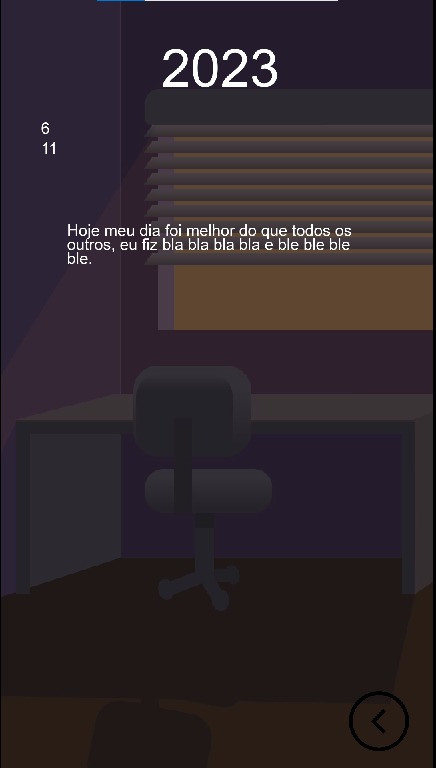 2023
6
11
Hoje meu dia foi melhor do que todos os
outros, eu fiz bla bla bla bla e ble ble ble
ble.